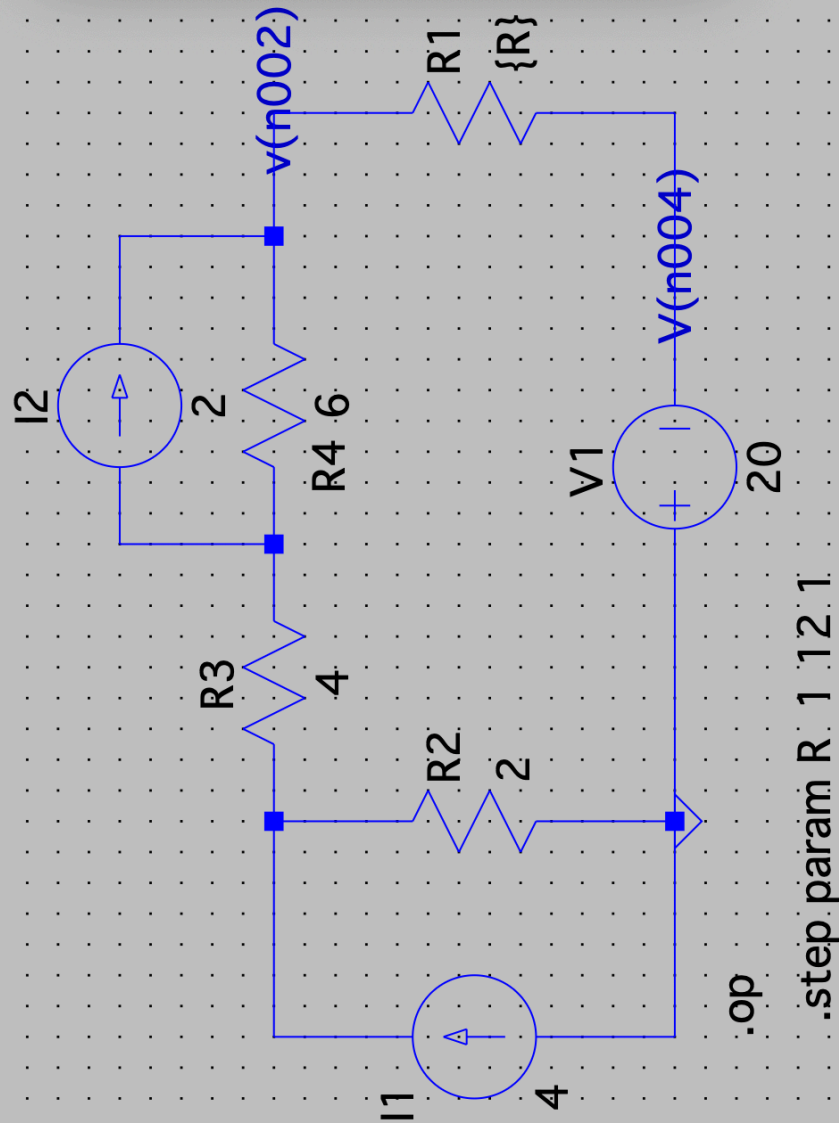 I2
2
R3
v(n002)
4
R4
6
I1
4
R2
2
R1
{R}
V1
V(n004)
20
.op
.step param R 1 12 1